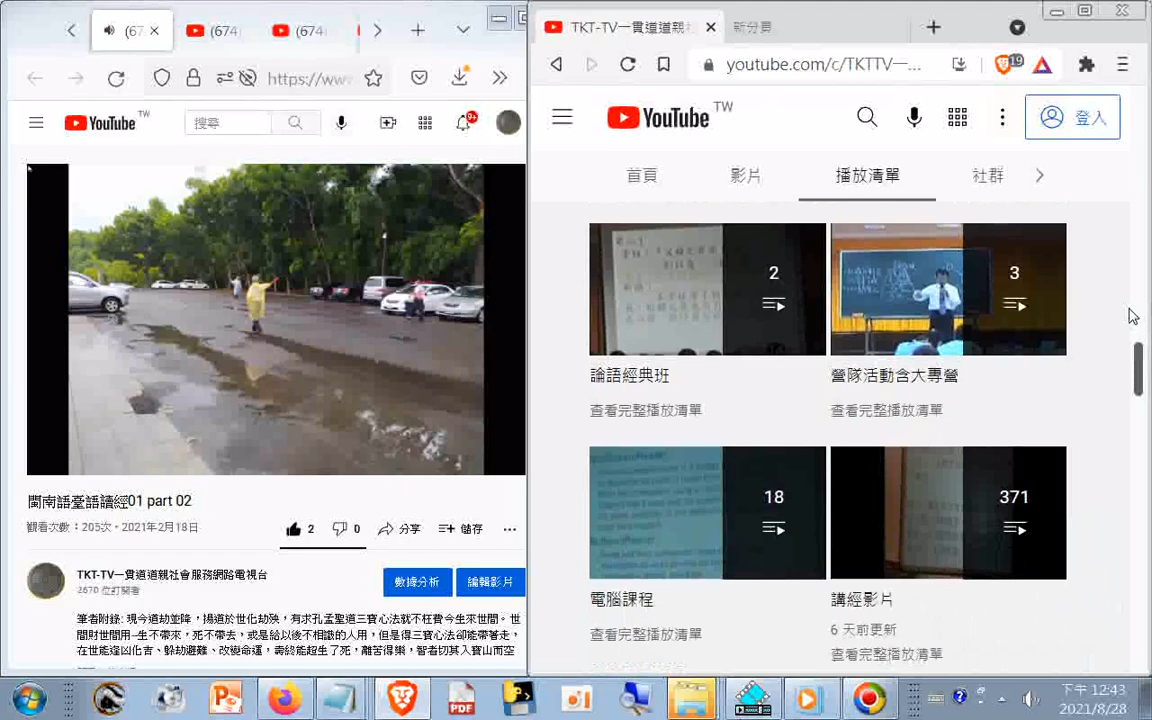 (67
(674)
(674
https://www
YouTube
TW
搜尋
9+
閩南語臺語讀經01 part 02
觀看次數：205次・2021年2月18日
2
0
分享
儲存
TKT-TV一貫道道親社會服務網路電視台
2670 位訂閱者
數據分析
編輯影片
筆者附錄: 現今道劫並降，揚道於世化劫殃，有求孔孟聖道三寶心法就不枉費今生來世間。世
間財世間用─生不帶來，死不帶去，或是給以後不相識的人用，但是得三寶心法卻能帶著走，
在世能逢凶化吉、躲劫避難、改變命運，壽終能超生了死，離苦得樂，智者切莫入寶山而空
TKT-TV一貫道道親社
新分頁
youtube.com/c/TKTTV一...
19
YouTube
TW
登入
首頁
影片
播放清單
社群
2
3
論語經典班
營隊活動含大專營
查看完整播放清單
查看完整播放清單
18
371
電腦課程
講經影片
6 天前更新
查看完整播放清單
查看完整播放清單
PDF
下午 12:43
2021/8/28